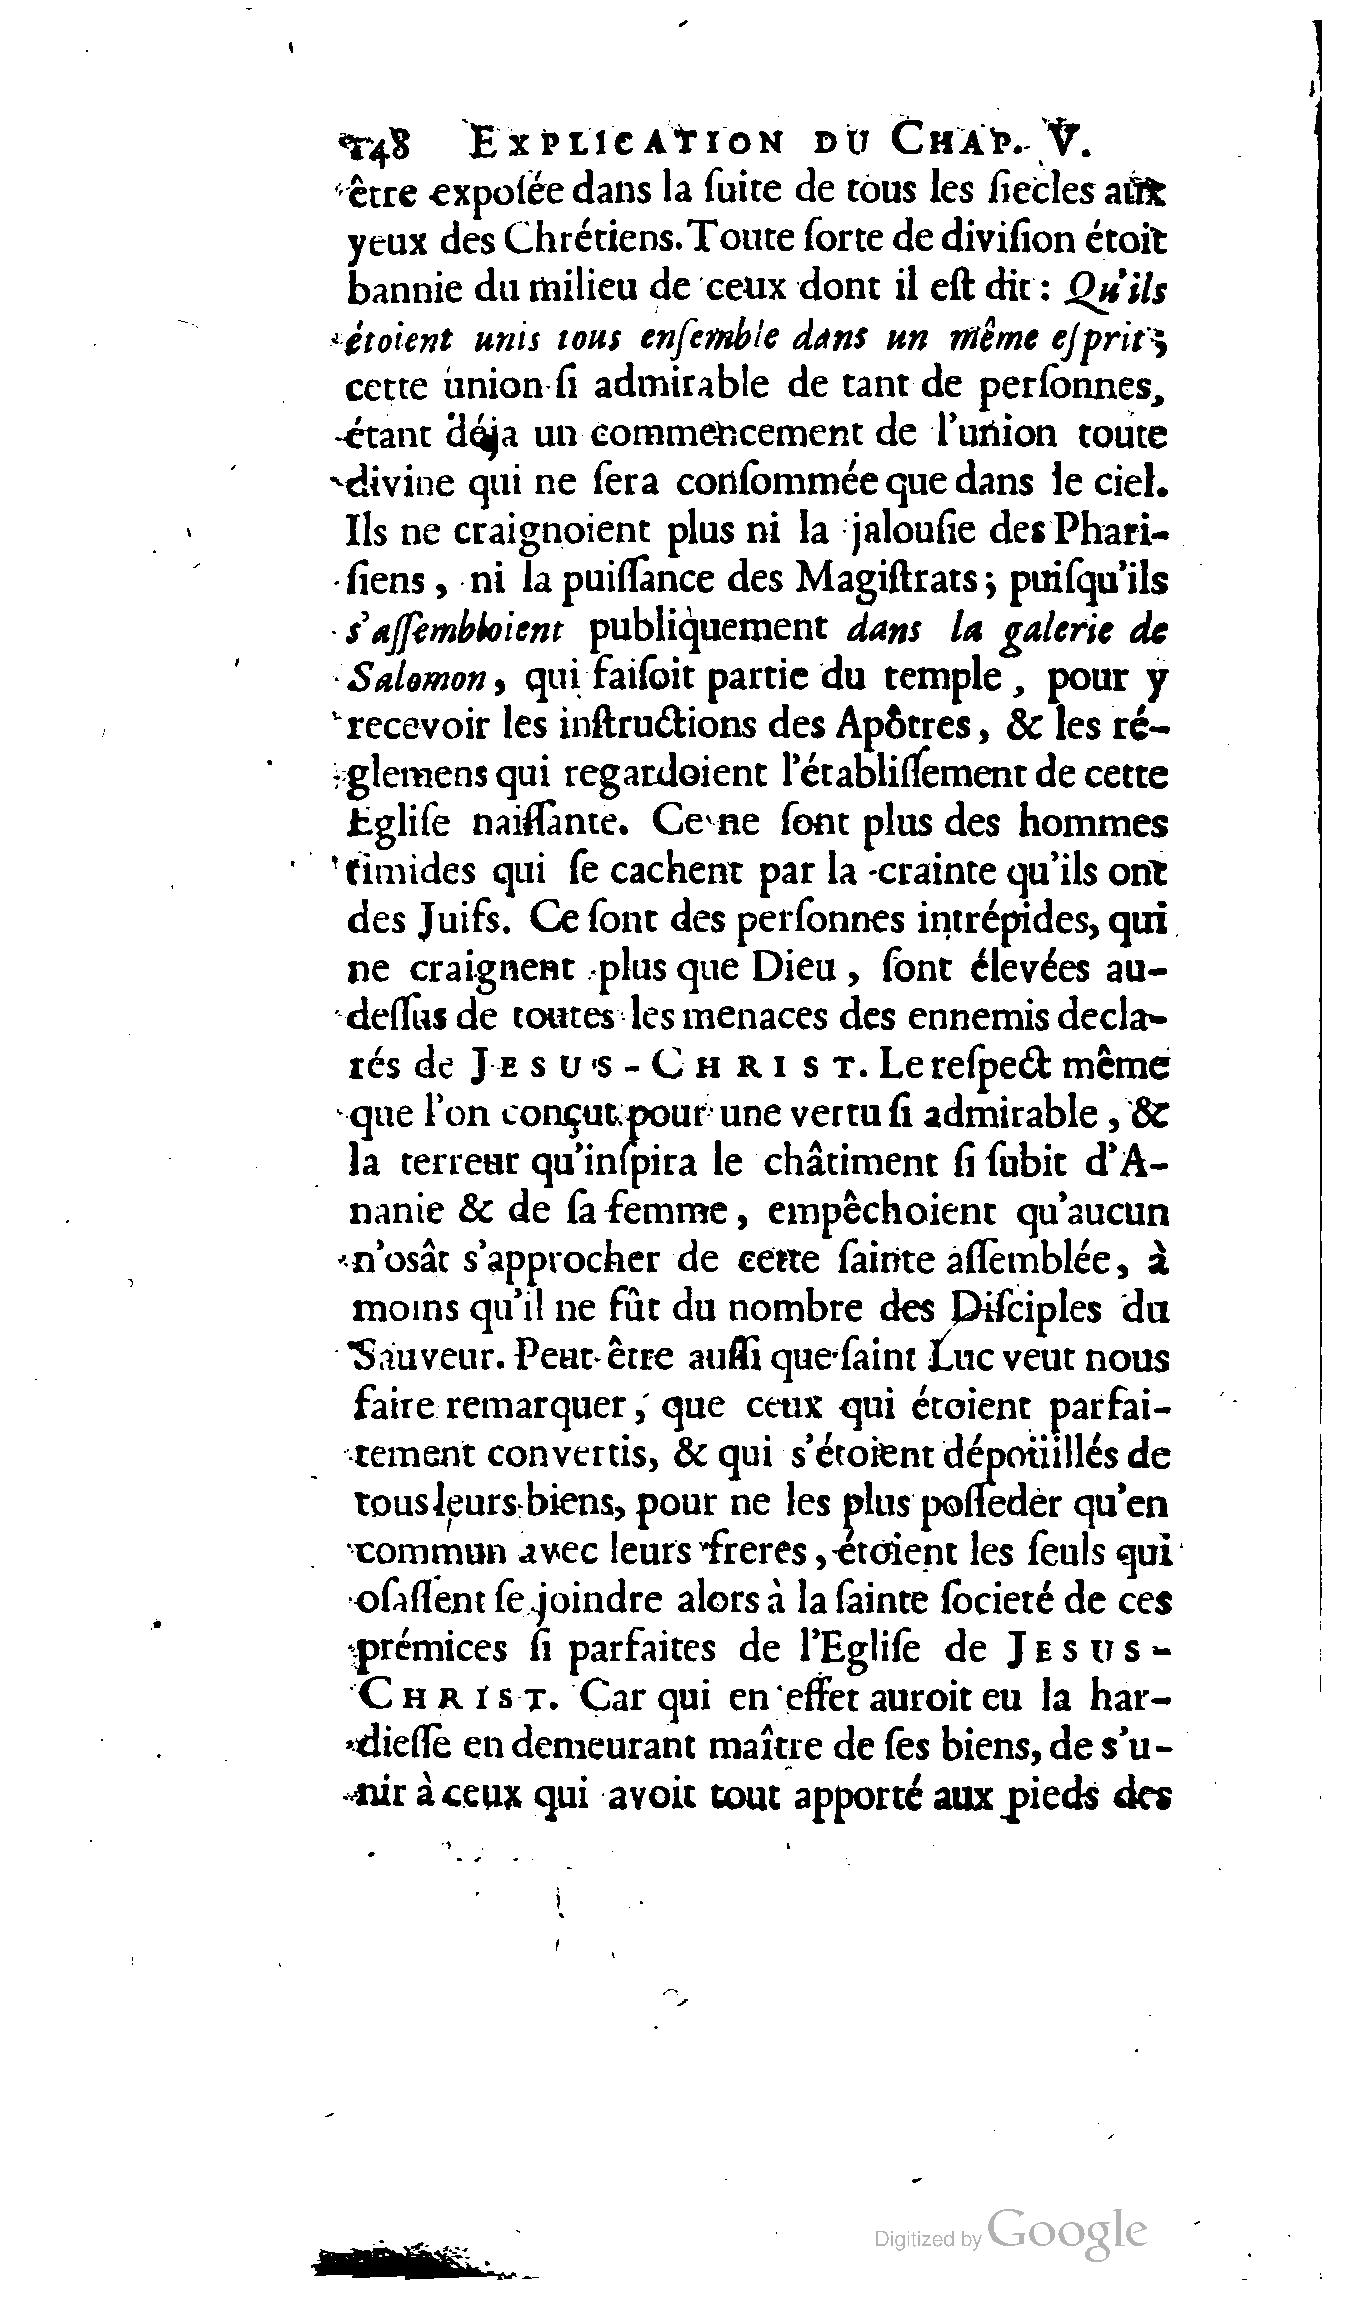 148 EXPLICATION DU CHAP. V.
être exposée dans la suite de tous les siecles aux
yeux des Chrétiens. Toute sorte de division étoit
bannie du milieu de ceux dont il est dit : Qu'ils
étoient unis tous ensemble dans un même esprit;
cette union si admirable de tant de personnes,
étant déja un commencement de l'union toute
divine qui ne sera consommée que dans le ciel.
Ils ne craignoient plus ni la jalousie des Phari-
siens, ni la puissance des Magistrats; puisqu'ils
s'assembloient publiquement dans la galerie de
Salomon, qui faisoit partie du temple, pour y
recevoir les instructions des Apôtres, & les ré-
glemens qui regardoient l'établissement de cette
Eglise naissante. Ce ne sont plus des hommes
timides qui se cachent par la crainte qu'ils ont
des Juifs. Ce sont des personnes intrépides, qui
ne craignent plus que Dieu, sont élevées au-
dessus de toutes les menaces des ennemis decla-
rés de JESUS-CHRIST. Le respect même
que l'on conçut pour une vertu si admirable, &
la terreur qu'inspira le châtiment si subit d'A-
nanie & de sa femme, empêchoient qu'aucun
n'osât s'approcher de cette sainte assemblée, à
moins qu'il ne fût du nombre des Disciples du
Sauveur. Peut-être aussi que saint Luc veut nous
faire remarquer, que ceux qui étoient parfai-
tement convertis, & qui s'étoient dépoüillés de
tous leurs biens, pour ne les plus posseder qu'en
commun avec leurs freres, étoient les seuls qui
osassent se joindre alors à la sainte societé de ces
prémices si parfaites de l'Eglise de JESUS-
CHRIST. Car qui en effet auroit eu la har-
diesse en demeurant maître de ses biens, de s'u-
nir à ceux qui avoit tout apporté aux pieds des
Digitized by Google